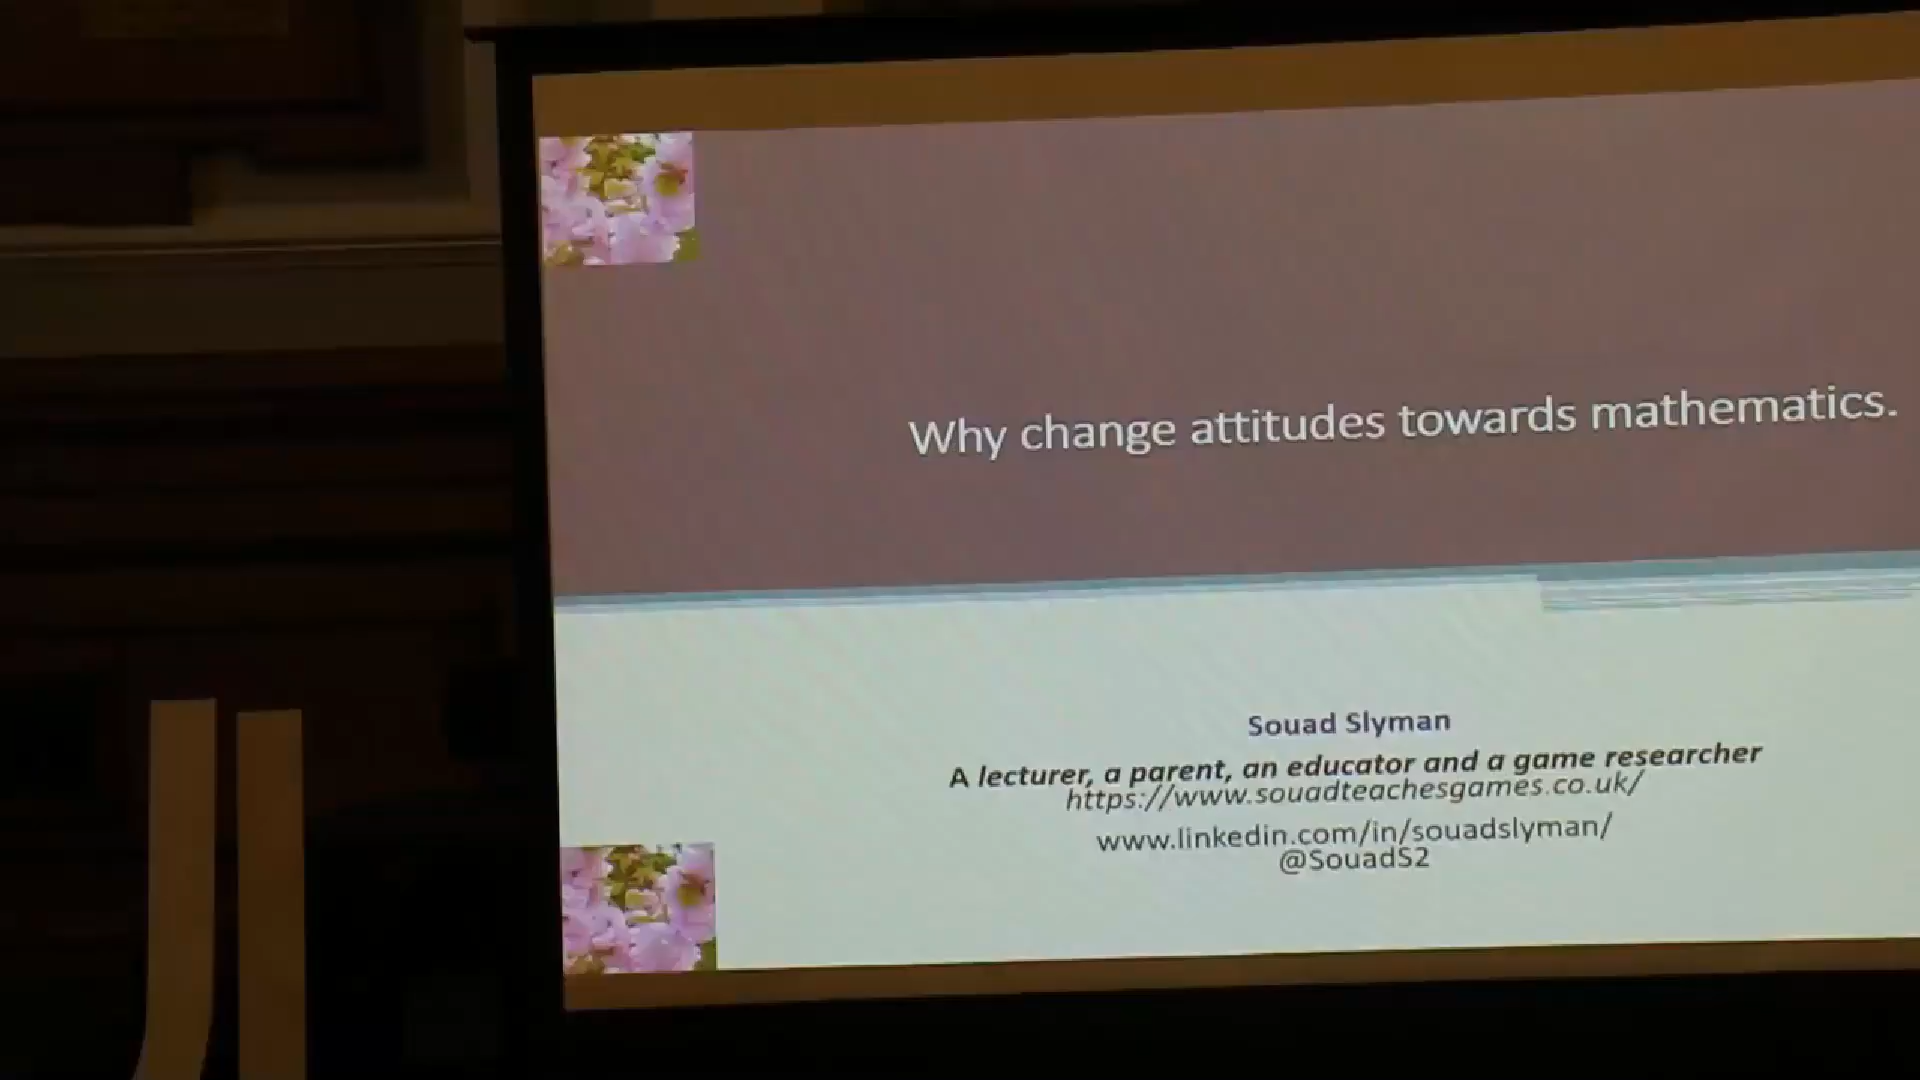 Why change attitudes towards mathematics.
Souad Slyman
A lecturer, a parent, an educator and a game researcher
https://www.souadteachesgames.co.uk/
www.linkedin.com/in/souadslyman/
@SouadS2